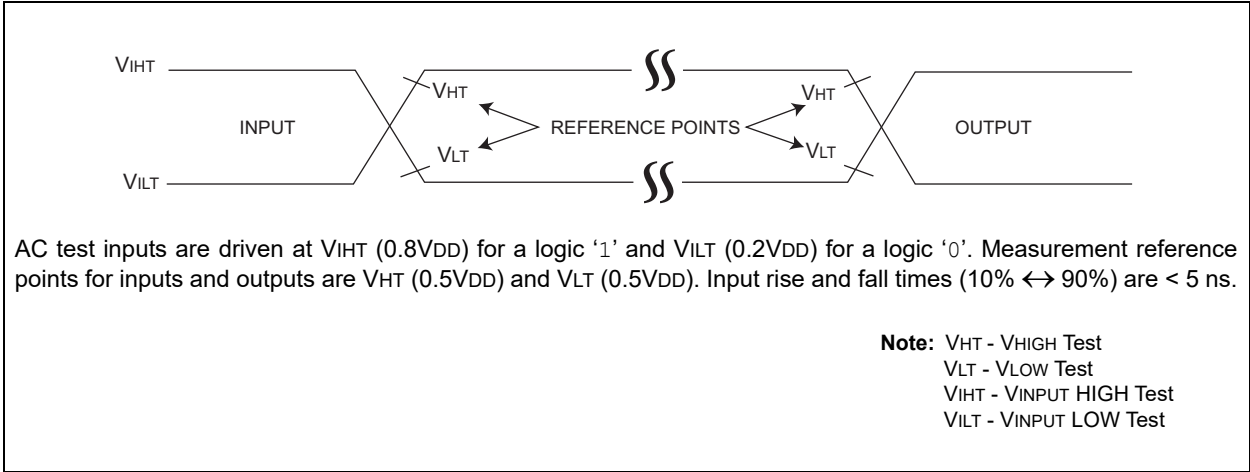 VIHT
VHT
VHT
INPUT
REFERENCE POINTS
OUTPUT
VLT
VLT
VILT
AC test inputs are driven at VIHT (0.8VDD) for a logic ‘1’ and VILT (0.2VDD) for a logic ‘0’. Measurement reference
points for inputs and outputs are VHT (0.5VDD) and VLT (0.5VDD). Input rise and fall times (10% ↔ 90%) are < 5 ns.
Note: VHT - VHIGH Test
VLT - VLOW Test
VIHT - VINPUT HIGH Test
VILT - VINPUT LOW Test